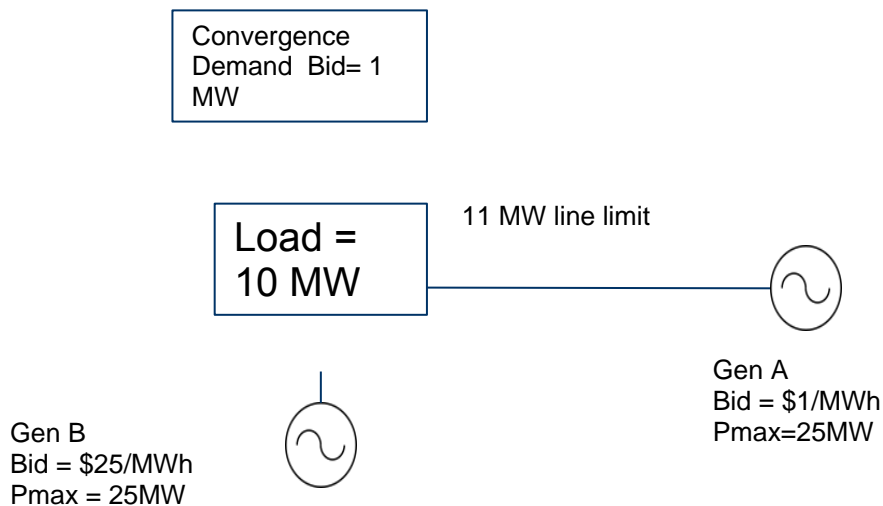 Convergence
Demand  Bid= 1
MW
Load =
10 MW
11 MW line limit
Gen A
Bid = $1/MWh
Pmax=25MW
Gen B
Bid = $25/MWh
Pmax = 25MW